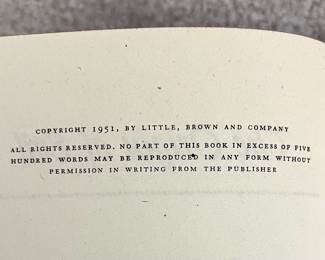 COPYRIGHT 1951, BY LITTLE, BROWN AND COMPANY
ALL RIGHTS RESERVED. NO PART OF THIS BOOK IN EXCESS OF FIVE
HUNDRED WORDS MAY BE REPRODUCED IN ANY FORM WITHOUT
PERMISSION IN WRITING FROM THE PUBLISHER